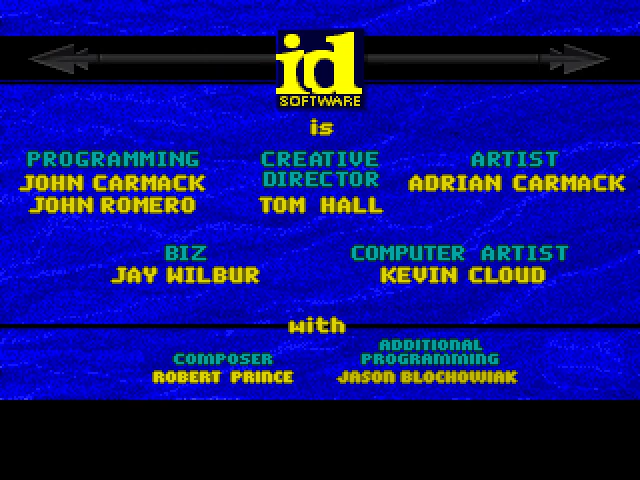 id
SOFTWARE
is
PROGRAMMING
JOHN CARMACK
JOHN ROMERO
CREATIVE
DIRECTOR
TOM HALL
ARTIST
ADRIAN CARMACK
BIZ
JAY WILBUR
COMPUTER ARTIST
KEVIN CLOUD
with
COMPOSER
ROBERT PRINCE
ADDITIONAL
PROGRAMMING
JASON BLOCHOWIAK